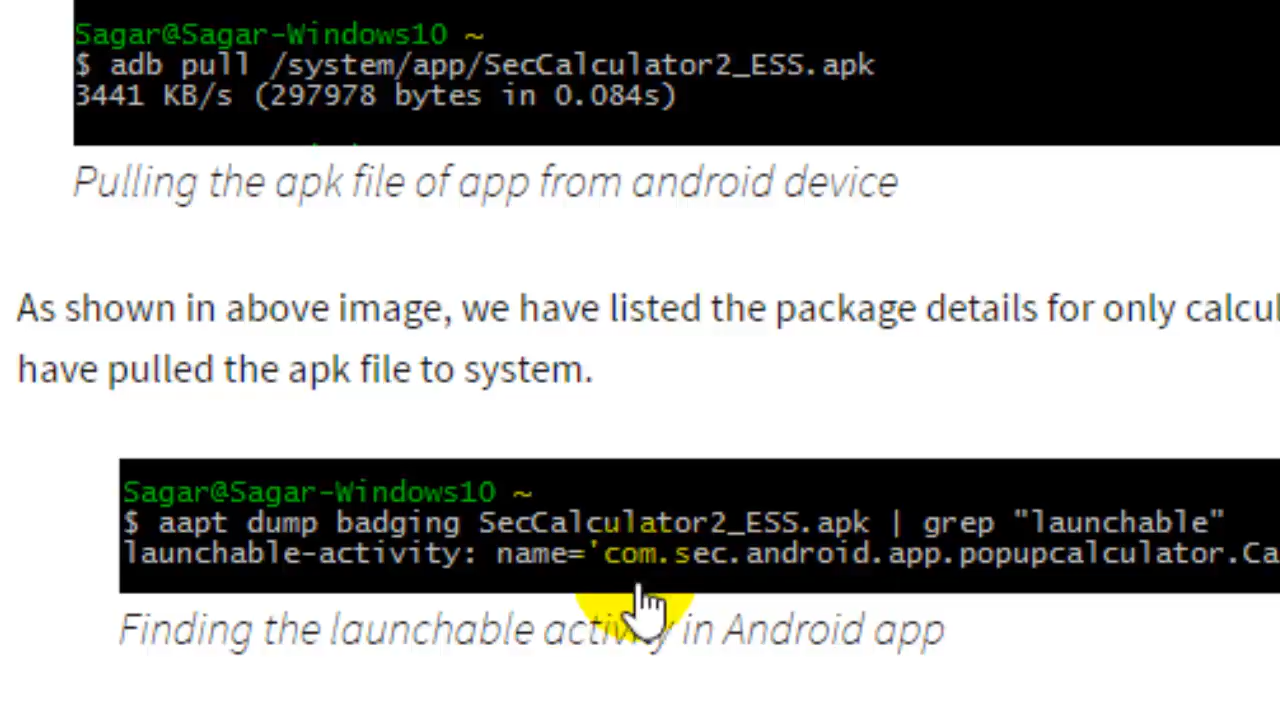 Sagar@Sagar-Windows10 ~
$ adb pull /system/app/SecCalculator2_ESS.apk
3441 KB/s (297978 bytes in 0.084s)
Pulling the apk file of app from android device
As shown in above image, we have listed the package details for only
have pulled the apk file to system.
Sagar@Sagar-Windows10 ~
$ aapt dump badging SecCalculator2_ESS.apk | grep "launchable"
launchable-activity: name='com.sec.android.app.popupcalculator.Ca
Finding the launchable activity in Android app